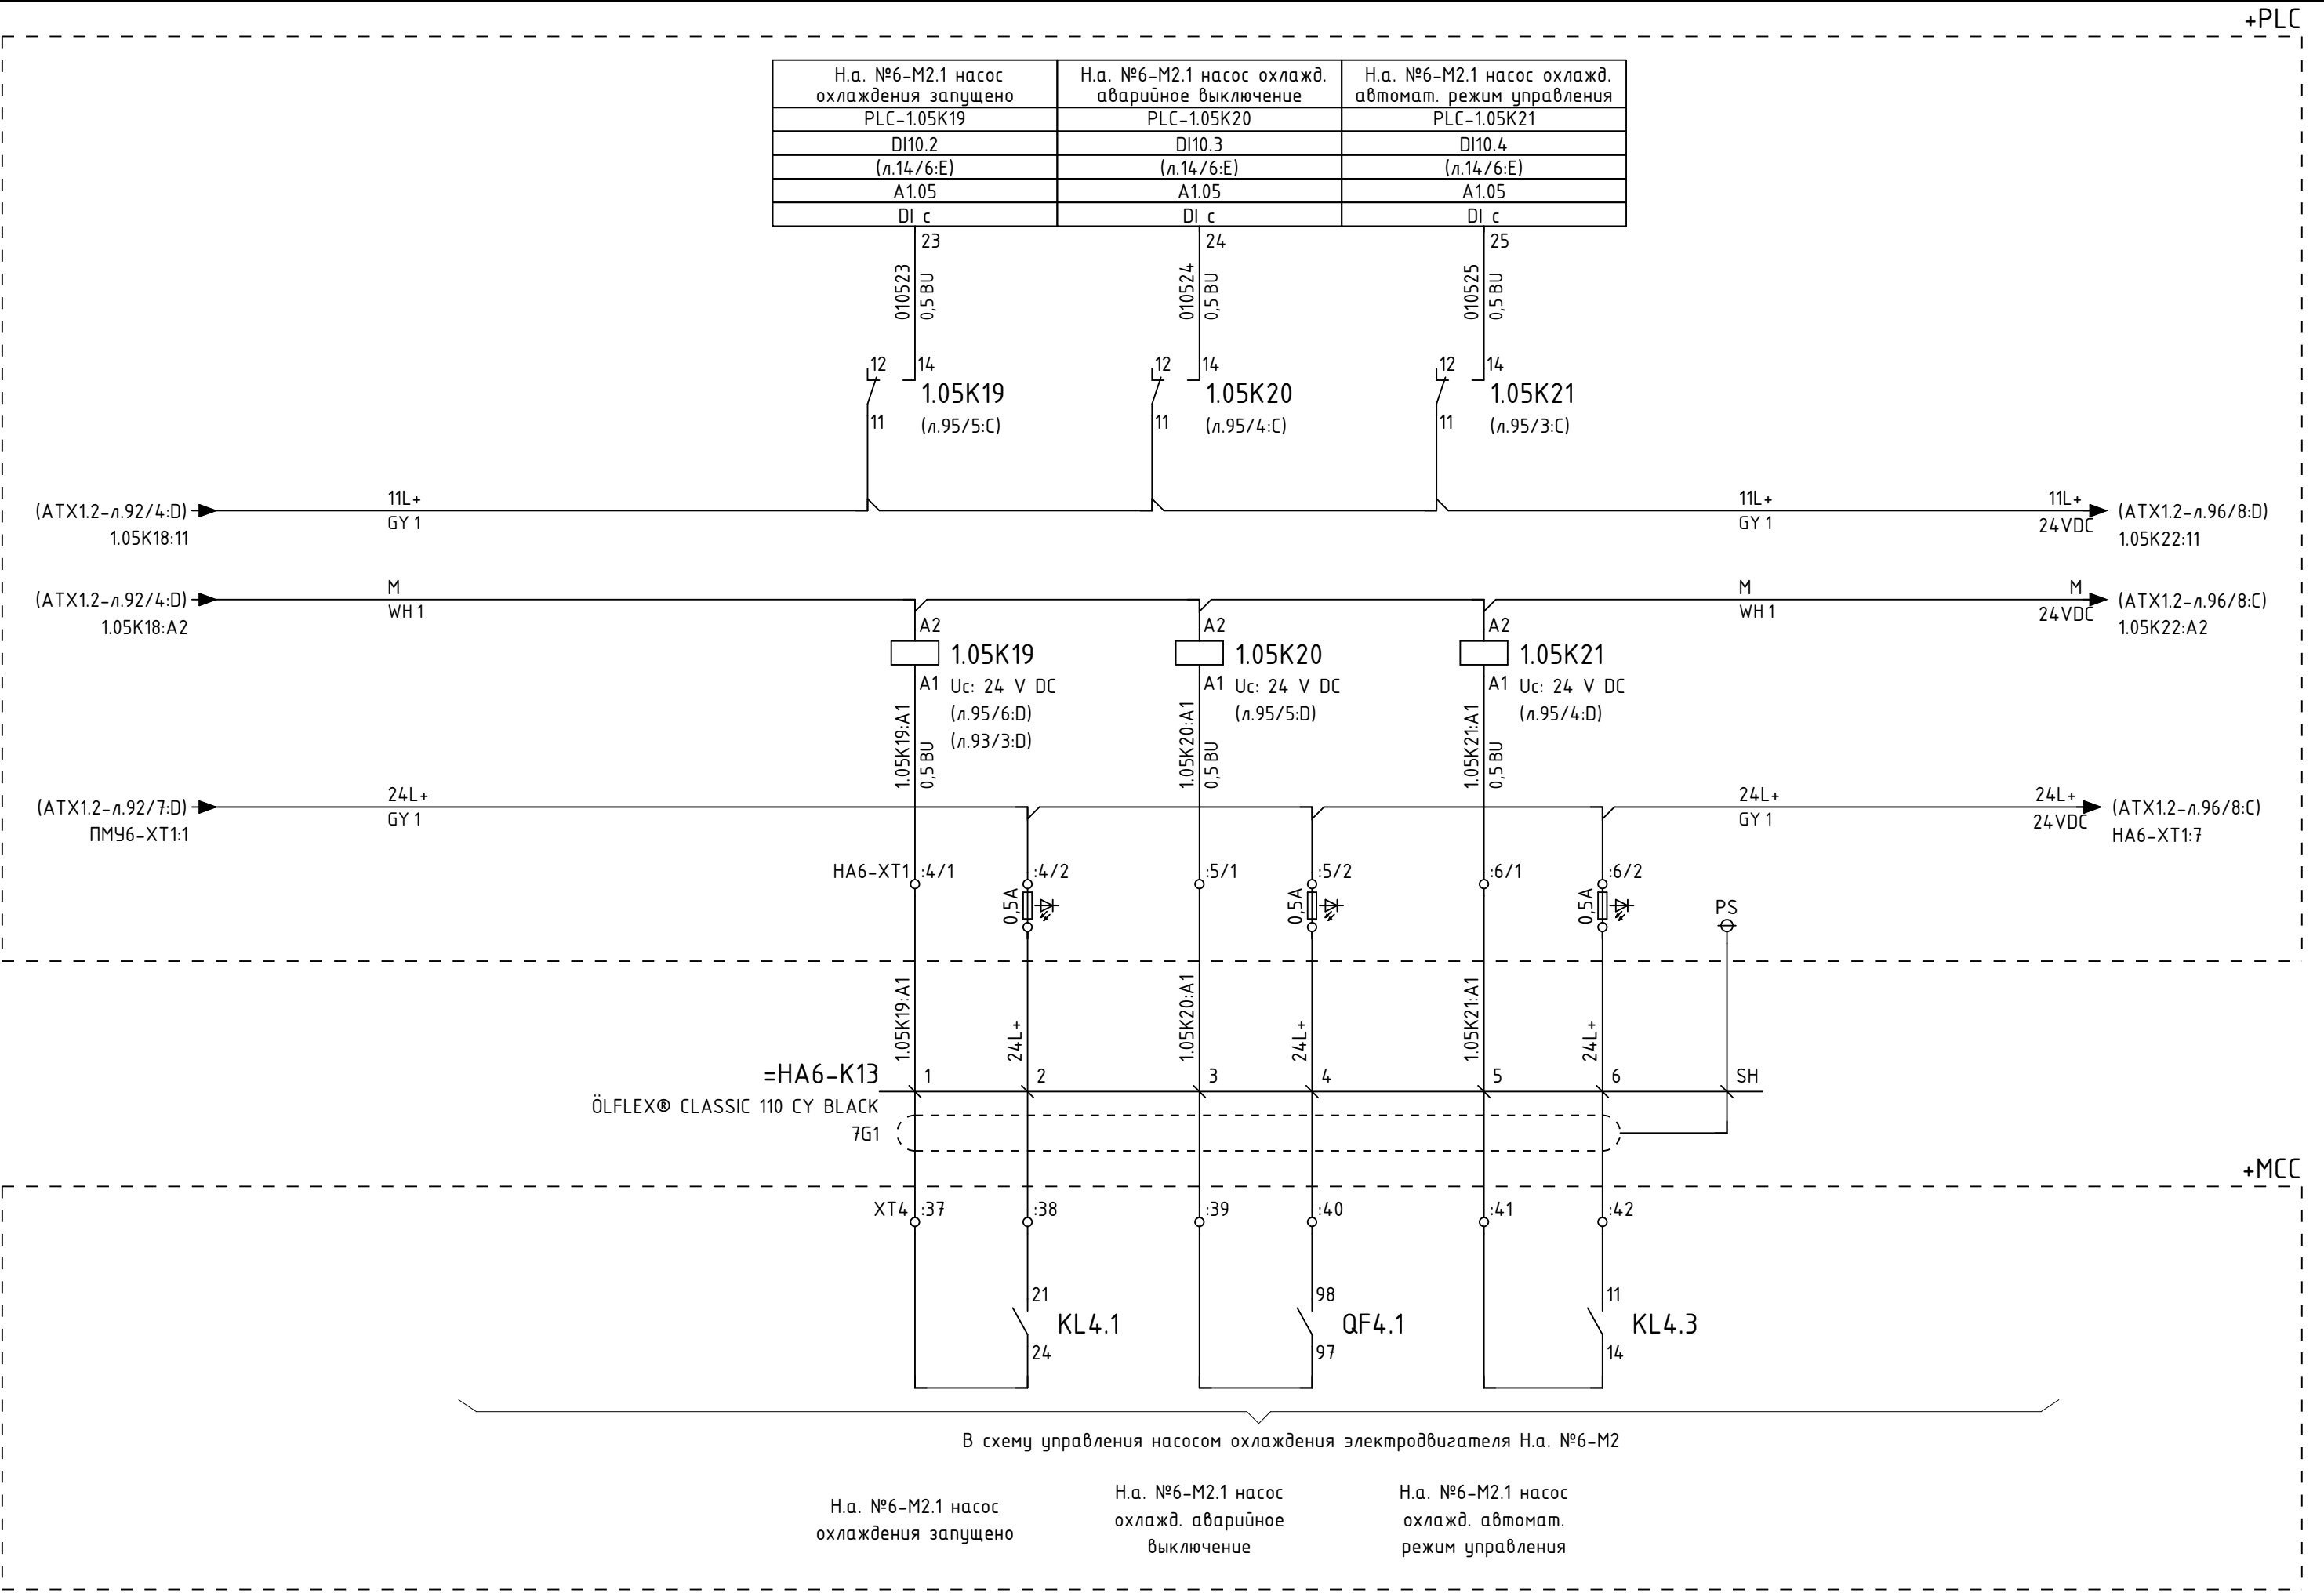 +PLC
Н.а. №6-М2.1 насос
охлаждения запущено
Н.а. №6-М2.1 насос охлажд.
аварийное выключение
Н.а. №6-М2.1 насос охлажд.
автомат. режим управления
PLC-1.05K19
PLC-1.05K20
PLC-1.05K21
DI10.2
DI10.3
DI10.4
(л.14/6:E)
(л.14/6:E)
(л.14/6:E)
A1.05
A1.05
A1.05
DI c
DI c
DI c
23
24
25
010523
0,5 BU
010524
0,5 BU
010525
0,5 BU
12
14
12
14
12
14
1.05K19
1.05K20
1.05K21
11
(л.95/5:C)
11
(л.95/4:C)
11
(л.95/3:C)
(ATX1.2-л.92/4:D)
1.05K18:11
11L+
GY 1
11L+
GY 1
11L+
24VDC
(ATX1.2-л.96/8:D)
1.05K22:11
(ATX1.2-л.92/4:D)
1.05K18:A2
M
WH 1
M
WH 1
M
24VDC
(ATX1.2-л.96/8:C)
1.05K22:A2
A2
A2
A2
1.05K19
1.05K20
1.05K21
A1
Uc: 24 V DC
A1
Uc: 24 V DC
A1
Uc: 24 V DC
(л.95/6:D)
(л.95/5:D)
(л.95/4:D)
(л.93/3:D)
1.05K19:A1
0,5 BU
1.05K20:A1
0,5 BU
1.05K21:A1
0,5 BU
(ATX1.2-л.92/7:D)
ПМУ6-XT1:1
24L+
GY 1
24L+
GY 1
24L+
24VDC
(ATX1.2-л.96/8:C)
HA6-XT1:7
HA6-XT1
:4/1
:4/2
:5/1
:5/2
:6/1
:6/2
0,5A
0,5A
0,5A
PS
1.05K19:A1
24L+
1.05K20:A1
24L+
1.05K21:A1
24L+
=HA6-K13
1
2
3
4
5
6
SH
ÖLFLEX® CLASSIC 110 CY BLACK
7G1
+MCC
XT4
:37
:38
:39
:40
:41
:42
21
98
11
KL4.1
QF4.1
KL4.3
24
97
14
В схему управления насосом охлаждения электродвигателя Н.а. №6-М2
Н.а. №6-М2.1 насос
охлаждения запущено
Н.а. №6-М2.1 насос
охлажд. аварийное
выключение
Н.а. №6-М2.1 насос
охлажд. автомат.
режим управления